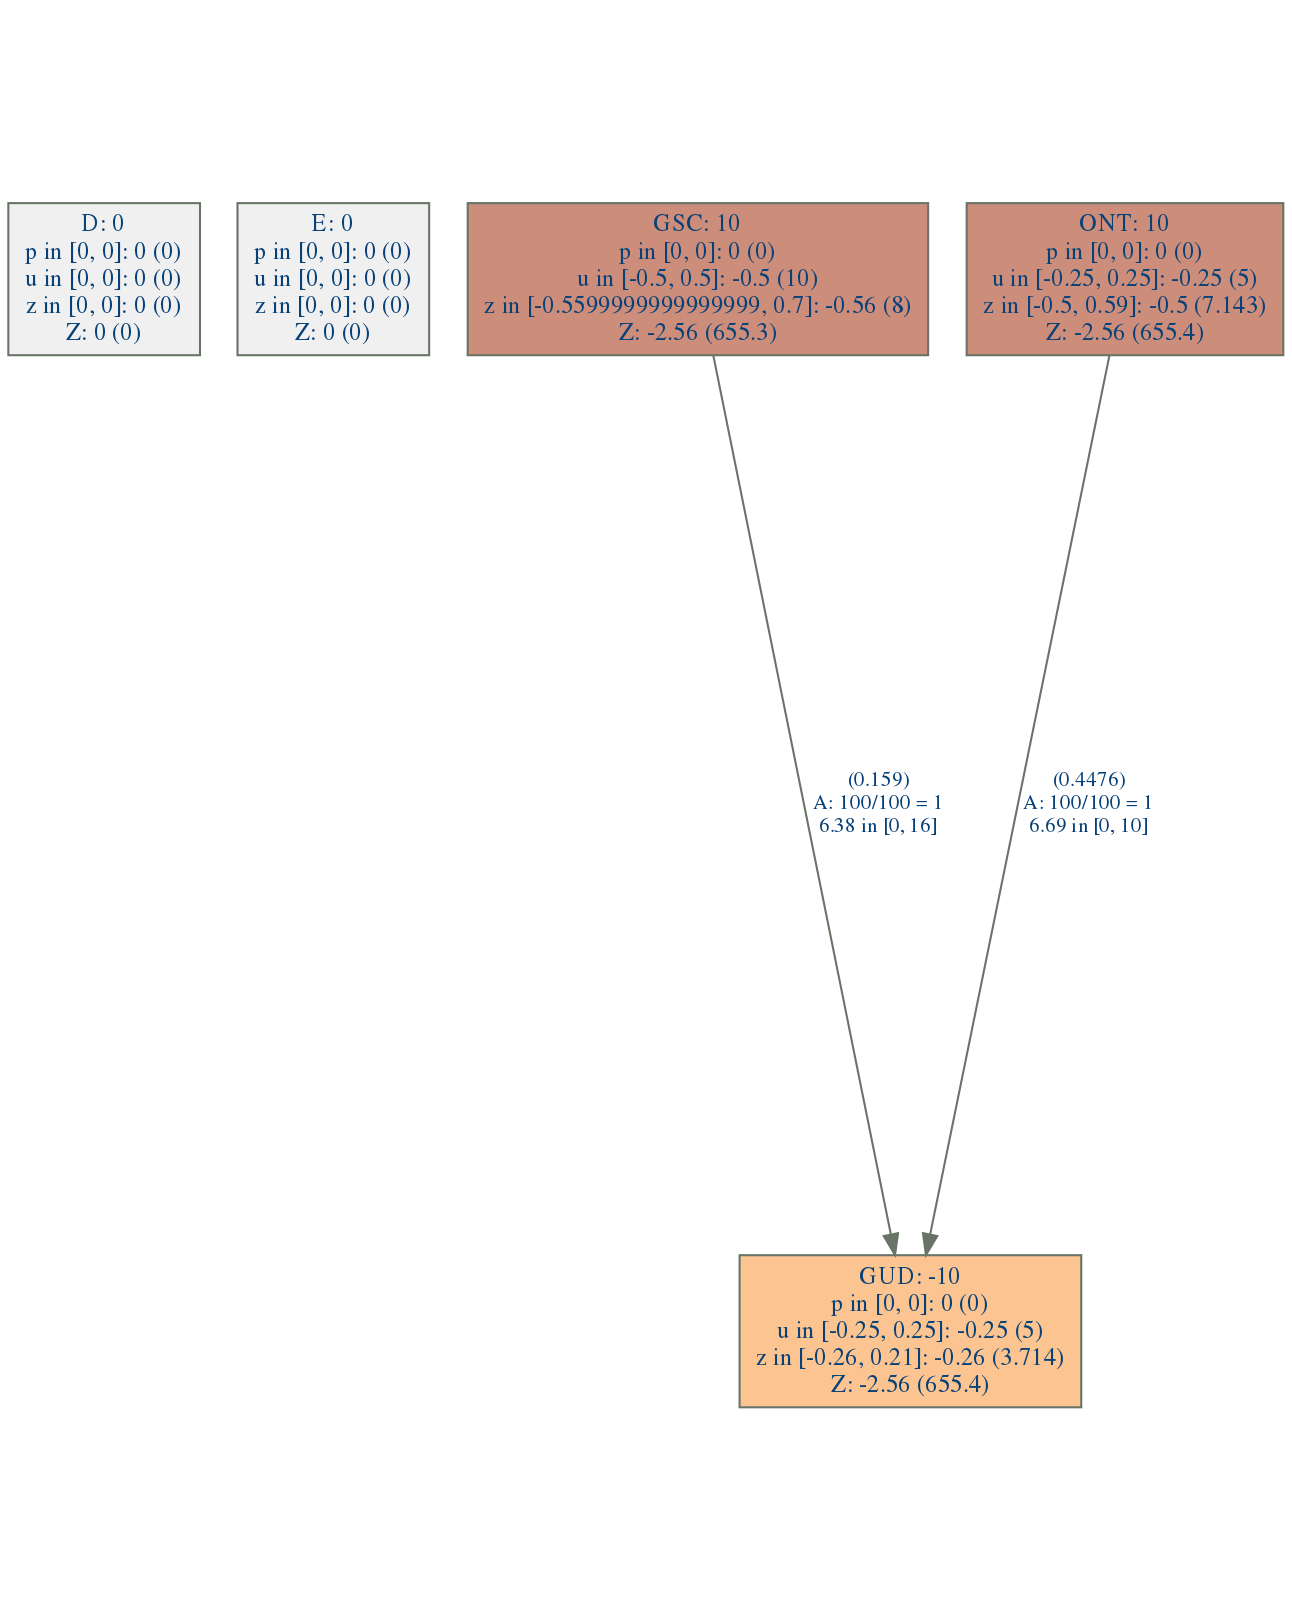 D: 0
p in [0, 0]: 0 (0)
u in [0, 0]: 0 (0)
z in [0, 0]: 0 (0)
Z: 0 (0)
E: 0
p in [0, 0]: 0 (0)
u in [0, 0]: 0 (0)
z in [0, 0]: 0 (0)
Z: 0 (0)
GSC: 10
p in [0, 0]: 0 (0)
u in [-0.5, 0.5]: -0.5 (10)
z in [-0.5599999999999999, 0.7]: -0.56 (8)
Z: -2.56 (655.3)
ONT: 10
p in [0, 0]: 0 (0)
u in [-0.25, 0.25]: -0.25 (5)
z in [-0.5, 0.59]: -0.5 (7.143)
Z: -2.56 (655.4)
(0.159)
A: 100/100 = 1
6.38 in [0, 16]
(0.4476)
A: 100/100 = 1
6.69 in [0, 10]
GUD: -10
p in [0, 0]: 0 (0)
u in [-0.25, 0.25]: -0.25 (5)
z in [-0.26, 0.21]: -0.26 (3.714)
Z: -2.56 (655.4)